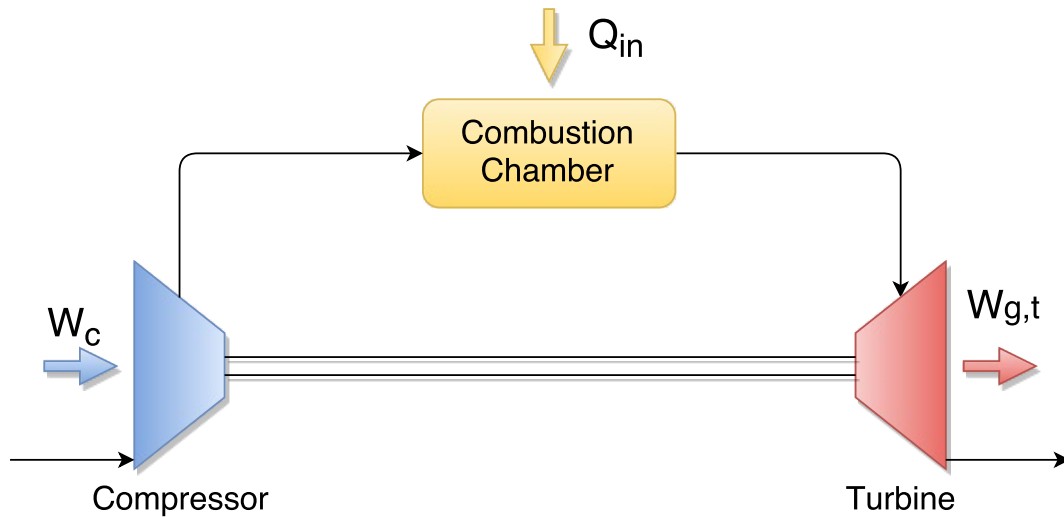 Qin
Combustion
Chamber
Wc
Wg,t
Compressor
Turbine